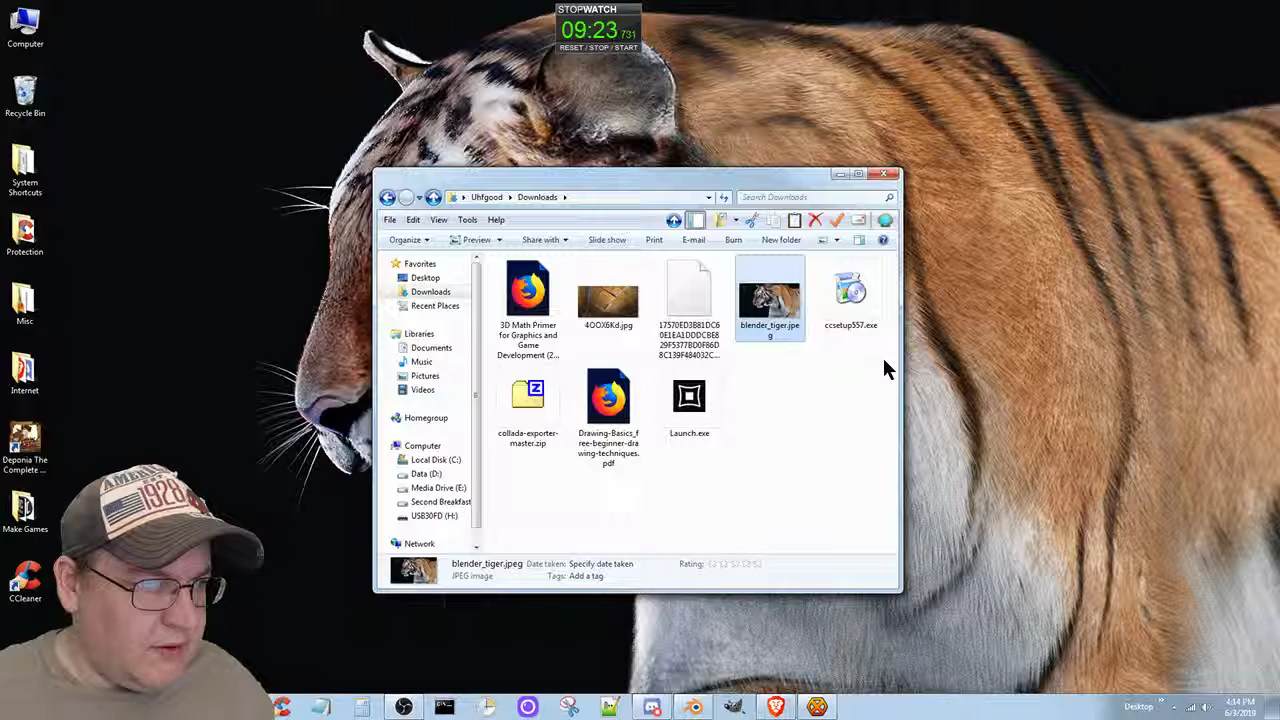 STOPWATCH
09:23 731
RESET / STOP / START
Computer
Recycle Bin
System
Shortcuts
Protection
Misc
Internet
Deponia The
Complete ...
Make Games
CCleaner
Uhfgood
Downloads
Search Downloads
File
Edit
View
Tools
Help
Organize
Preview
Share with
Slide show
Print
E-mail
Burn
New folder
Favorites
Desktop
Downloads
Recent Places
Libraries
Documents
Music
Pictures
Videos
Homegroup
Computer
Local Disk (C:)
Data (D:)
Media Drive (E:)
Second Breakfast
USB30FD (H:)
Network
3D Math Primer
for Graphics and
Game
Development (2...
4OOX6Kd.jpg
17570ED3B81DC6
0E1EA1DDDCBE8
29F5377BD0F86D
8C139F484032C...
blender_tiger.jpe
g
ccsetup557.exe
collada-exporter-
master.zip
Drawing-Basics_f
ree-beginner-dra
wing-techniques.
pdf
Launch.exe
blender_tiger.jpeg
Date taken: Specify date taken
Rating:
JPEG image
Tags: Add a tag
AMERICAN
1928
Desktop
4:14 PM
6/3/2019